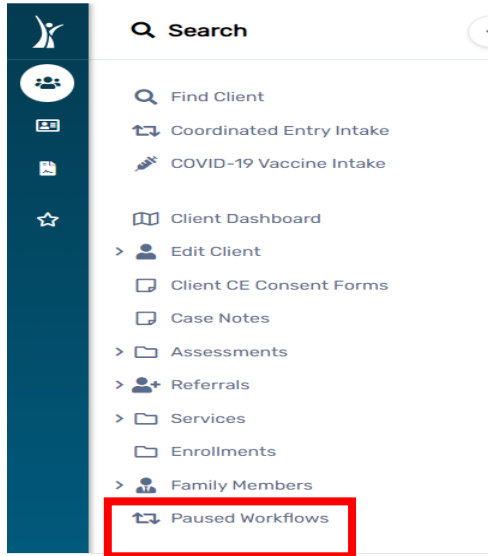 Search
Find Client
Coordinated Entry Intake
COVID-19 Vaccine Intake
Client Dashboard
Edit Client
Client CE Consent Forms
Case Notes
Assessments
Referrals
Services
Enrollments
Family Members
Paused Workflows